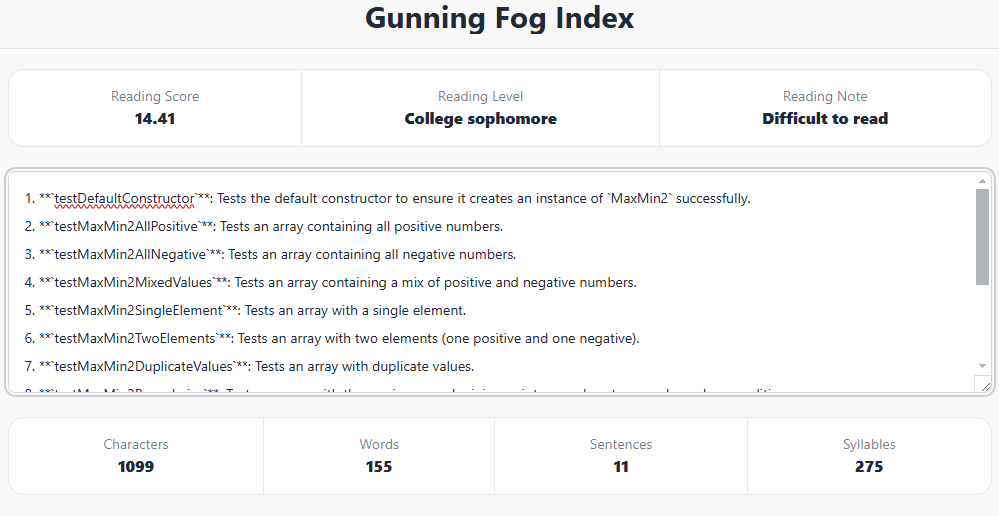 Gunning Fog Index
Reading Score
14.41
Reading Level
College sophomore
Reading Note
Difficult to read
1. **`testDefaultConstructor`**: Tests the default constructor to ensure it creates an instance of `MaxMin2` successfully.
2. **`testMaxMin2AllPositive`**: Tests an array containing all positive numbers.
3. **`testMaxMin2AllNegative`**: Tests an array containing all negative numbers.
4. **`testMaxMin2MixedValues`**: Tests an array containing a mix of positive and negative numbers.
5. **`testMaxMin2SingleElement`**: Tests an array with a single element.
6. **`testMaxMin2TwoElements`**: Tests an array with two elements (one positive and one negative).
7. **`testMaxMin2DuplicateValues`**: Tests an array with duplicate values.
Characters
1099
Words
155
Sentences
11
Syllables
275